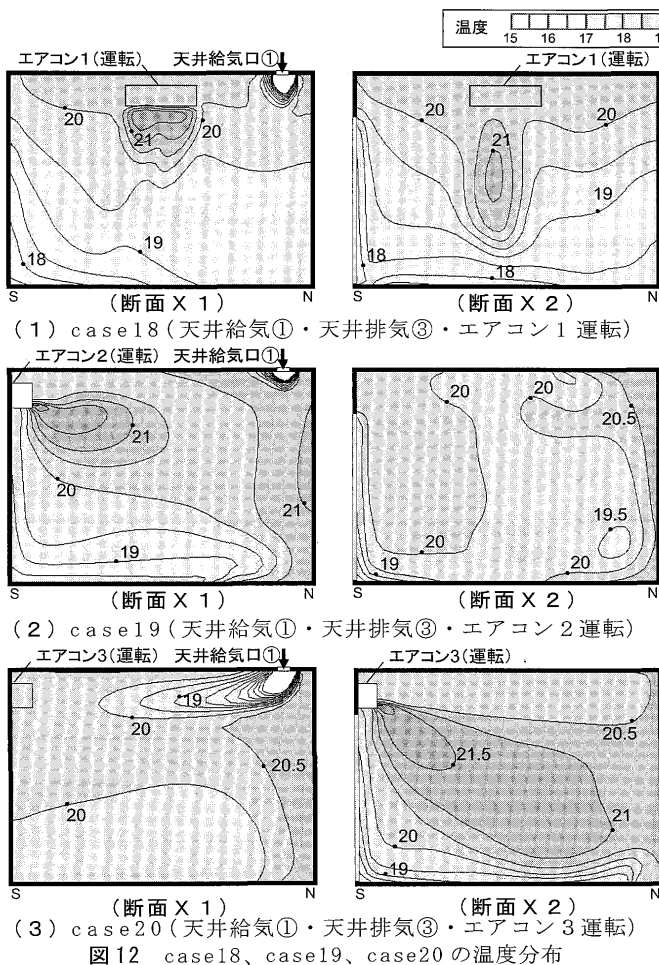 温度
15 16 17 18 1
エアコン1(運転) 天井給気口①
エアコン1(運転)
20
21
20
19
18
S N
(断面X1)
20
21
20
19
18
18
S N
(断面X2)
(1) case18(天井給気①・天井排気③・エアコン1運転)
エアコン2(運転) 天井給気口①
21
20
19
21
S N
(断面X1)
20
20
20.5
19.5
20
20
19
S N
(断面X2)
(2) case19(天井給気①・天井排気③・エアコン2運転)
エアコン3(運転) 天井給気口①
エアコン3(運転)
19
20
20.5
20
S N
(断面X1)
20.5
21.5
21
20
19
S N
(断面X2)
(3) case20(天井給気①・天井排気③・エアコン3運転)
図12 case18、case19、case20の温度分布